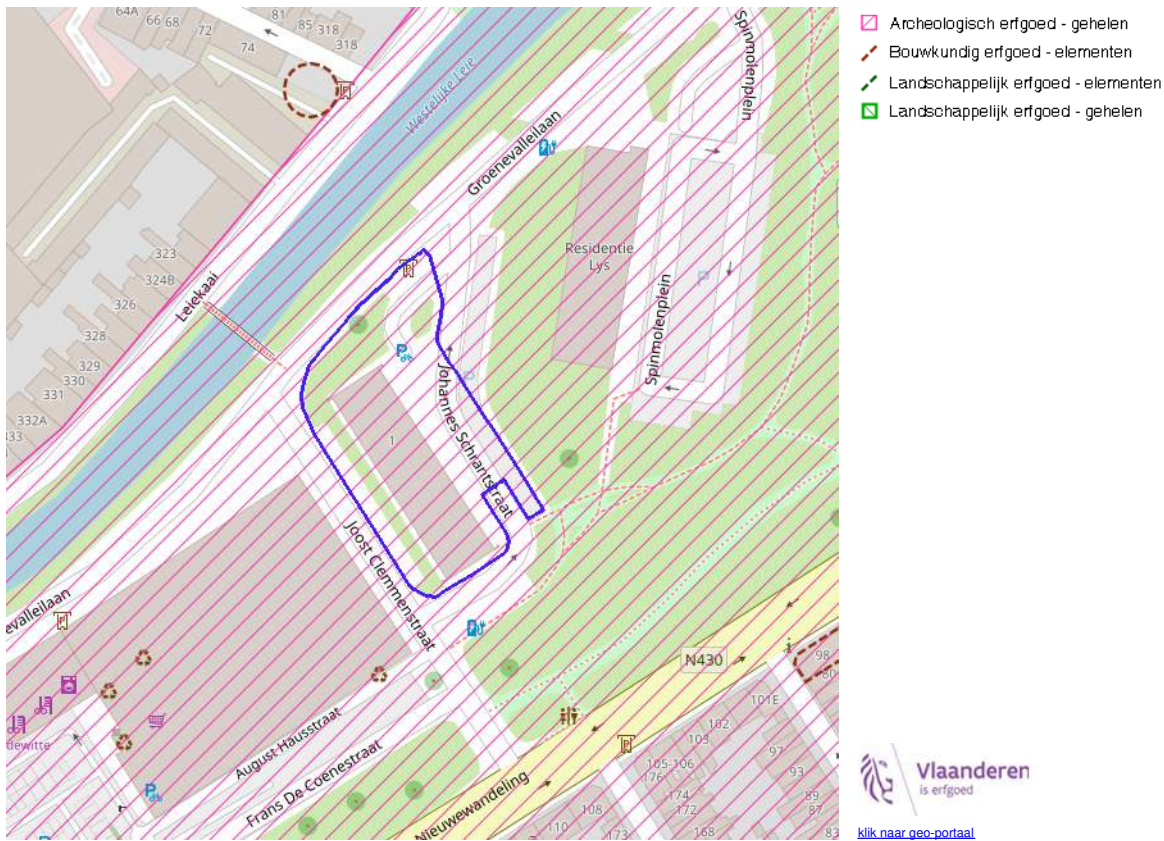 Archeologisch erfgoed - gehelen
Bouwkundig erfgoed - elementen
Landschappelijk erfgoed - elementen
Landschappelijk erfgoed - gehelen
64A
66
68
72
74
81
85
318
318
Westelijke Leie
Groenevalleilaan
Spinmolenplein
Residentie
Lys
P
Spinmolenplein
Leiekaai
323
324B
326
328
329
330
331
332A
333
P
P
1
Johannes Schrantstraat
Joost Clemmenstraat
evalleilaan
dewitte
P
August Hausstraat
Frans De Coenestraat
Nieuwewandeling
N430
98
80
101E
102
103
105-106
176
174
172
168
97
93
89
87
83
108
110
173
Vlaanderen
is erfgoed
klik naar geo-portaal